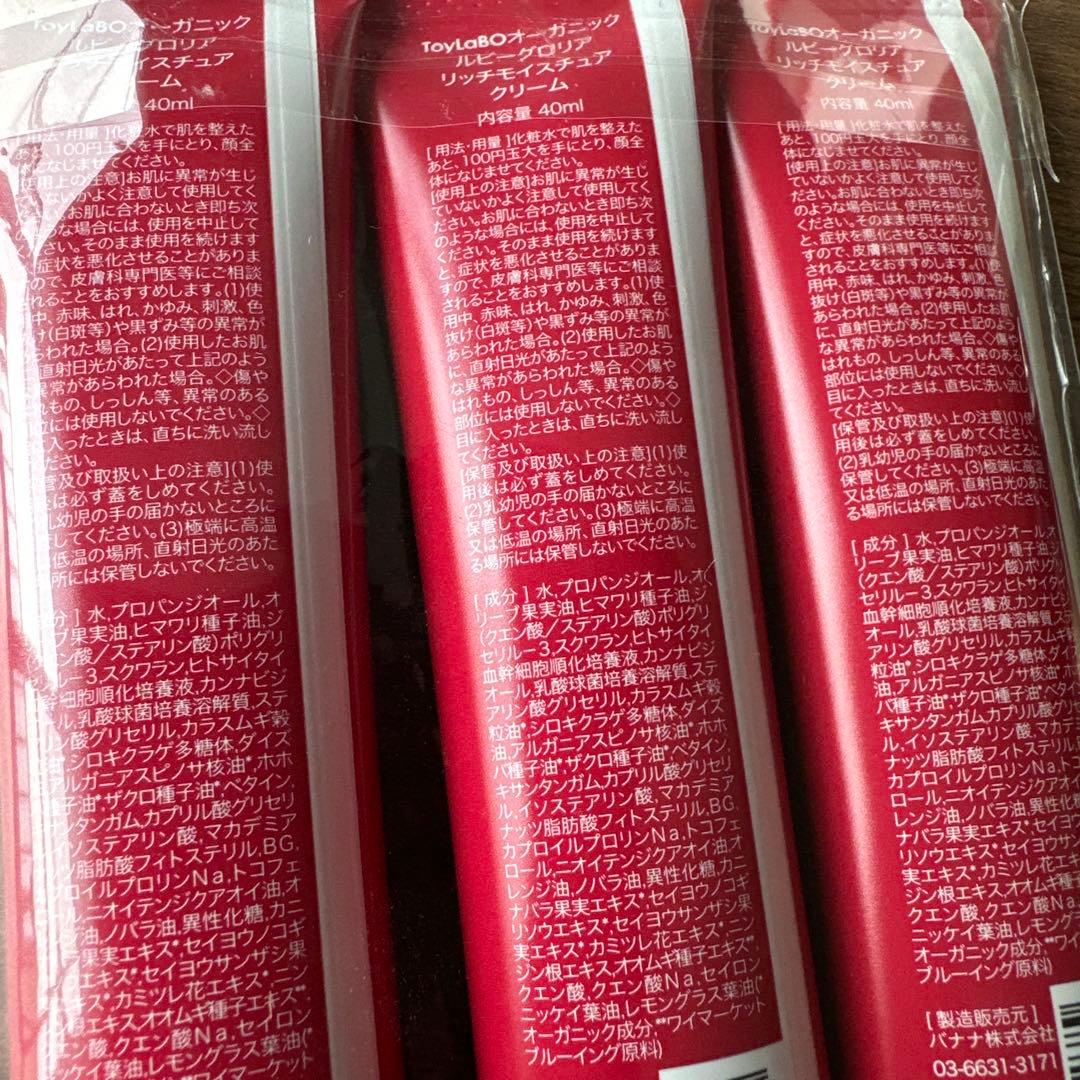 ToyLaBOオーガニック
ルビーグロリア
リッチモイスチュア
クリーム
内容量 40ml
[用法・用量]化粧水で肌を整えた
あと、100円玉大を手にとり、顔全
体になじませてください。
[使用上の注意]お肌に異常が生じ
ていないかよく注意して使用してく
ださい。お肌に合わないとき即ち次
のような場合には、使用を中止して
ください。そのまま使用を続けます
と、症状を悪化させることがありま
すので、皮膚科専門医等にご相談
されることをおすすめします。(1)使
用中、赤味、はれ、かゆみ、刺激、色
抜け(白斑等)や黒ずみ等の異常が
あらわれた場合。(2)使用したお肌
に、直射日光があたって上記のよう
な異常があらわれた場合。◇傷や
はれもの、しっしん等、異常のある
部位には使用しないでください。◇
目に入ったときは、直ちに洗い流し
てください。
[保管及び取扱い上の注意](1)使
用後は必ず蓋をしめてください。
(2)乳幼児の手の届かないところに
保管してください。(3)極端に高温
又は低温の場所、直射日光のあた
る場所には保管しないでください。
[成分] 水,プロパンジオール,オ
リーブ果実油,ヒマワリ種子油,ジ
(クエン酸/ステアリン酸)ポリグリ
セリルー3,スクワラン,ヒトサイタイ
血幹細胞順化培養液,カンナビジ
オール,乳酸球菌培養溶解質,ステ
アリン酸グリセリル,カラスムギ穀
粒油*,シロキクラゲ多糖体,ダイズ
油,アルガニアスピノサ核油*,ホホ
バ種子油*,ザクロ種子油*,ベタイン,
キサンタンガム,カプリル酸グリセリ
ル,イソステアリン酸,マカデミア
ナッツ脂肪酸フィトステリル,BG,
カプロイルプロリンNa,トコフェ
ロール,ニオイテンジクアオイ油,オ
レンジ油,ノバラ油,異性化糖,カニ
ナバラ果実エキス*,セイヨウノコギ
リソウエキス*,セイヨウサンザシ果
実エキス*,カミツレ花エキス*,ニン
ジン根エキス,オオムギ種子エキス**,
クエン酸,クエン酸Na,セイロン
ニッケイ葉油,レモングラス葉油(*
オーガニック成分,**ワイマーケット
ブルーイング原料)
[製造販売元]
バナナ株式会社
03-6631-3171